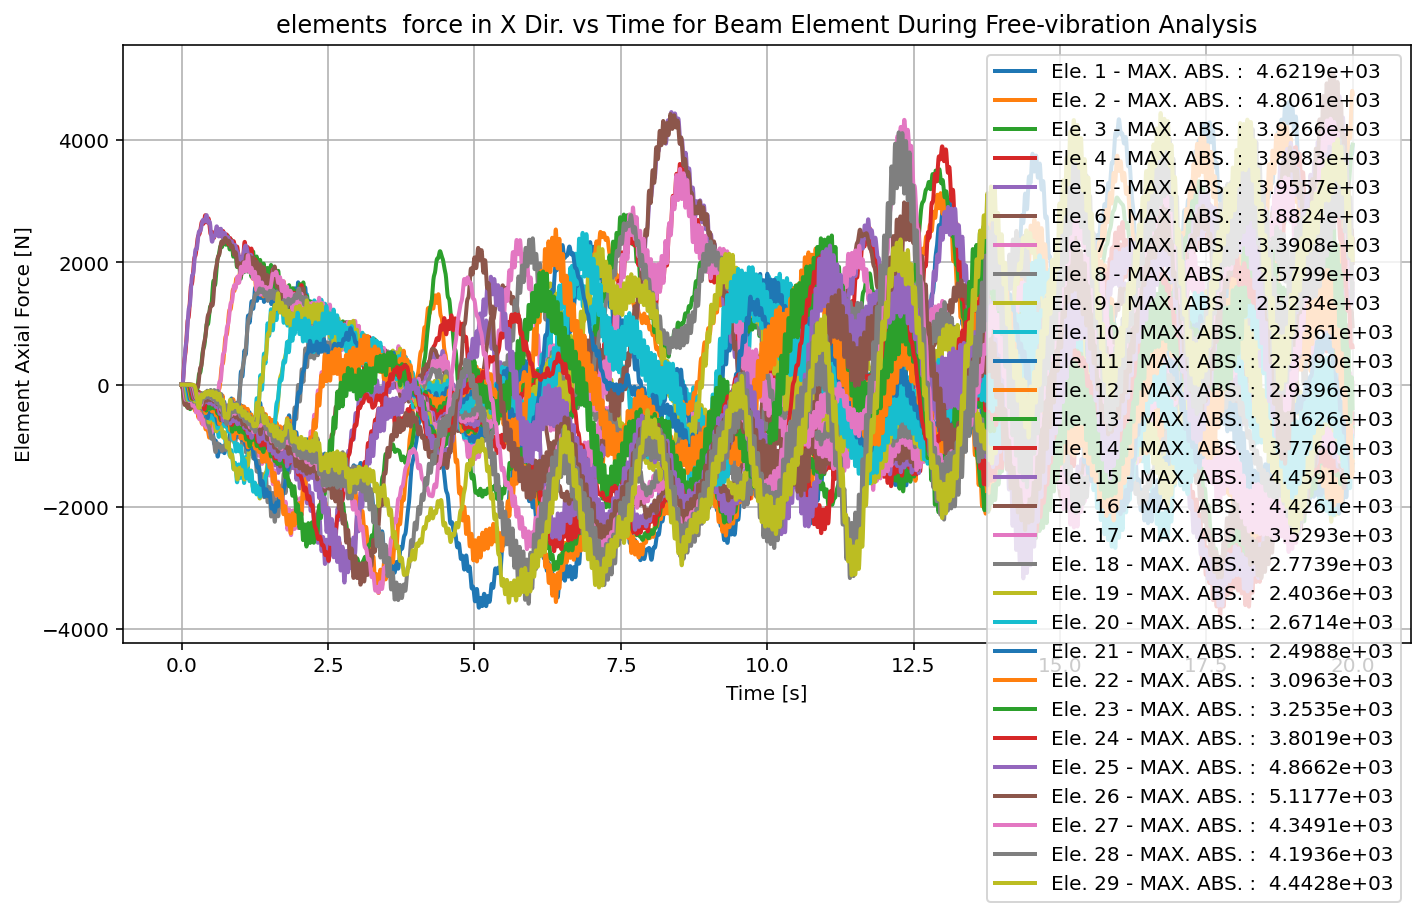 elements  force in X Dir. vs Time for Beam Element During Free-vibration Analysis
Element Axial Force [N]
4000
2000
0
−2000
−4000
0.0
2.5
5.0
7.5
10.0
12.5
15.0
17.5
20.0
Time [s]
Ele. 1 - MAX. ABS. :  4.6219e+03
Ele. 2 - MAX. ABS. :  4.8061e+03
Ele. 3 - MAX. ABS. :  3.9266e+03
Ele. 4 - MAX. ABS. :  3.8983e+03
Ele. 5 - MAX. ABS. :  3.9557e+03
Ele. 6 - MAX. ABS. :  3.8824e+03
Ele. 7 - MAX. ABS. :  3.3908e+03
Ele. 8 - MAX. ABS. :  2.5799e+03
Ele. 9 - MAX. ABS. :  2.5234e+03
Ele. 10 - MAX. ABS. :  2.5361e+03
Ele. 11 - MAX. ABS. :  2.3390e+03
Ele. 12 - MAX. ABS. :  2.9396e+03
Ele. 13 - MAX. ABS. :  3.1626e+03
Ele. 14 - MAX. ABS. :  3.7760e+03
Ele. 15 - MAX. ABS. :  4.4591e+03
Ele. 16 - MAX. ABS. :  4.4261e+03
Ele. 17 - MAX. ABS. :  3.5293e+03
Ele. 18 - MAX. ABS. :  2.7739e+03
Ele. 19 - MAX. ABS. :  2.4036e+03
Ele. 20 - MAX. ABS. :  2.6714e+03
Ele. 21 - MAX. ABS. :  2.4988e+03
Ele. 22 - MAX. ABS. :  3.0963e+03
Ele. 23 - MAX. ABS. :  3.2535e+03
Ele. 24 - MAX. ABS. :  3.8019e+03
Ele. 25 - MAX. ABS. :  4.8662e+03
Ele. 26 - MAX. ABS. :  5.1177e+03
Ele. 27 - MAX. ABS. :  4.3491e+03
Ele. 28 - MAX. ABS. :  4.1936e+03
Ele. 29 - MAX. ABS. :  4.4428e+03